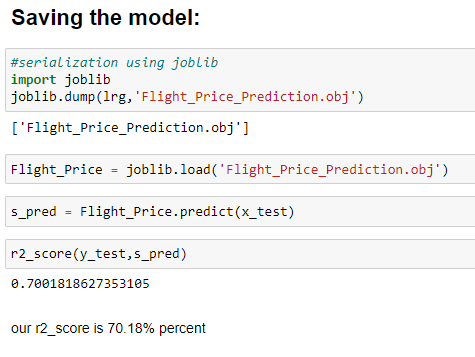 Saving the model:
#serialization using joblib
import joblib
joblib.dump(lrg,'Flight_Price_Prediction.obj')
['Flight_Price_Prediction.obj']
Flight_Price = joblib.load('Flight_Price_Prediction.obj')
s_pred = Flight_Price.predict(x_test)
r2_score(y_test,s_pred)
0.7001818627353105
our r2_score is 70.18% percent